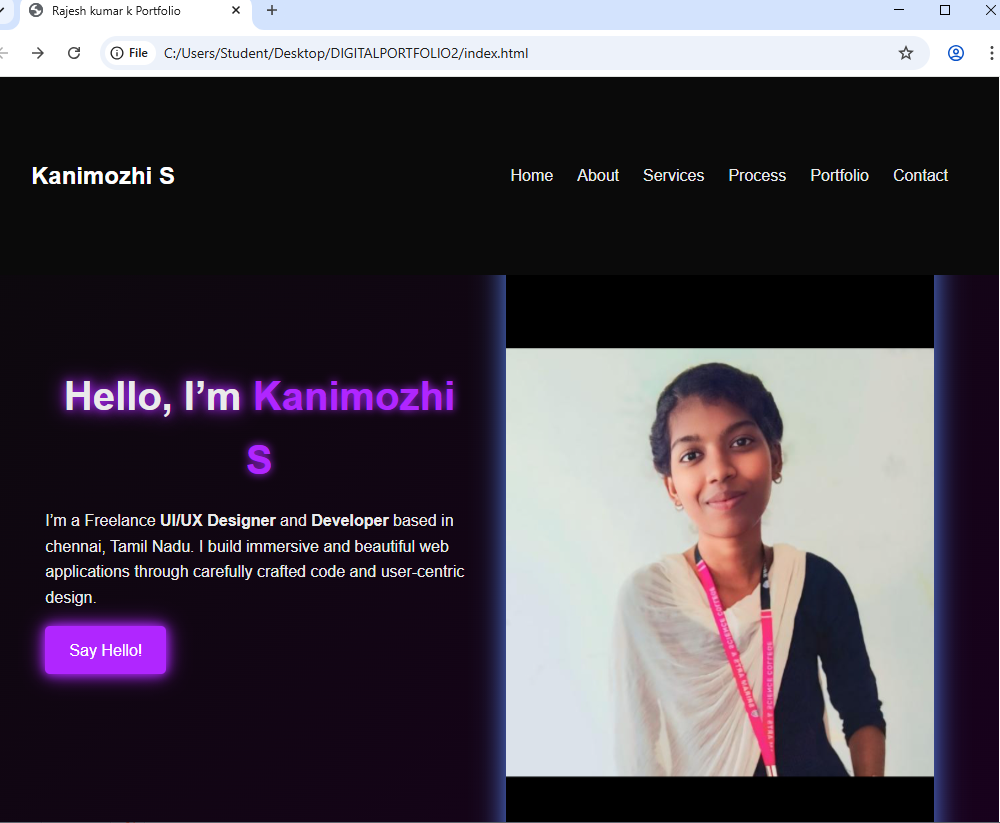 Rajesh kumar k Portfolio
File C:/Users/Student/Desktop/DIGITALPORTFOLIO2/index.html
Kanimozhi S
Home About Services Process Portfolio Contact
Hello, I’m Kanimozhi
S
I’m a Freelance UI/UX Designer and Developer based in
chennai, Tamil Nadu. I build immersive and beautiful web
applications through carefully crafted code and user-centric
design.
Say Hello!